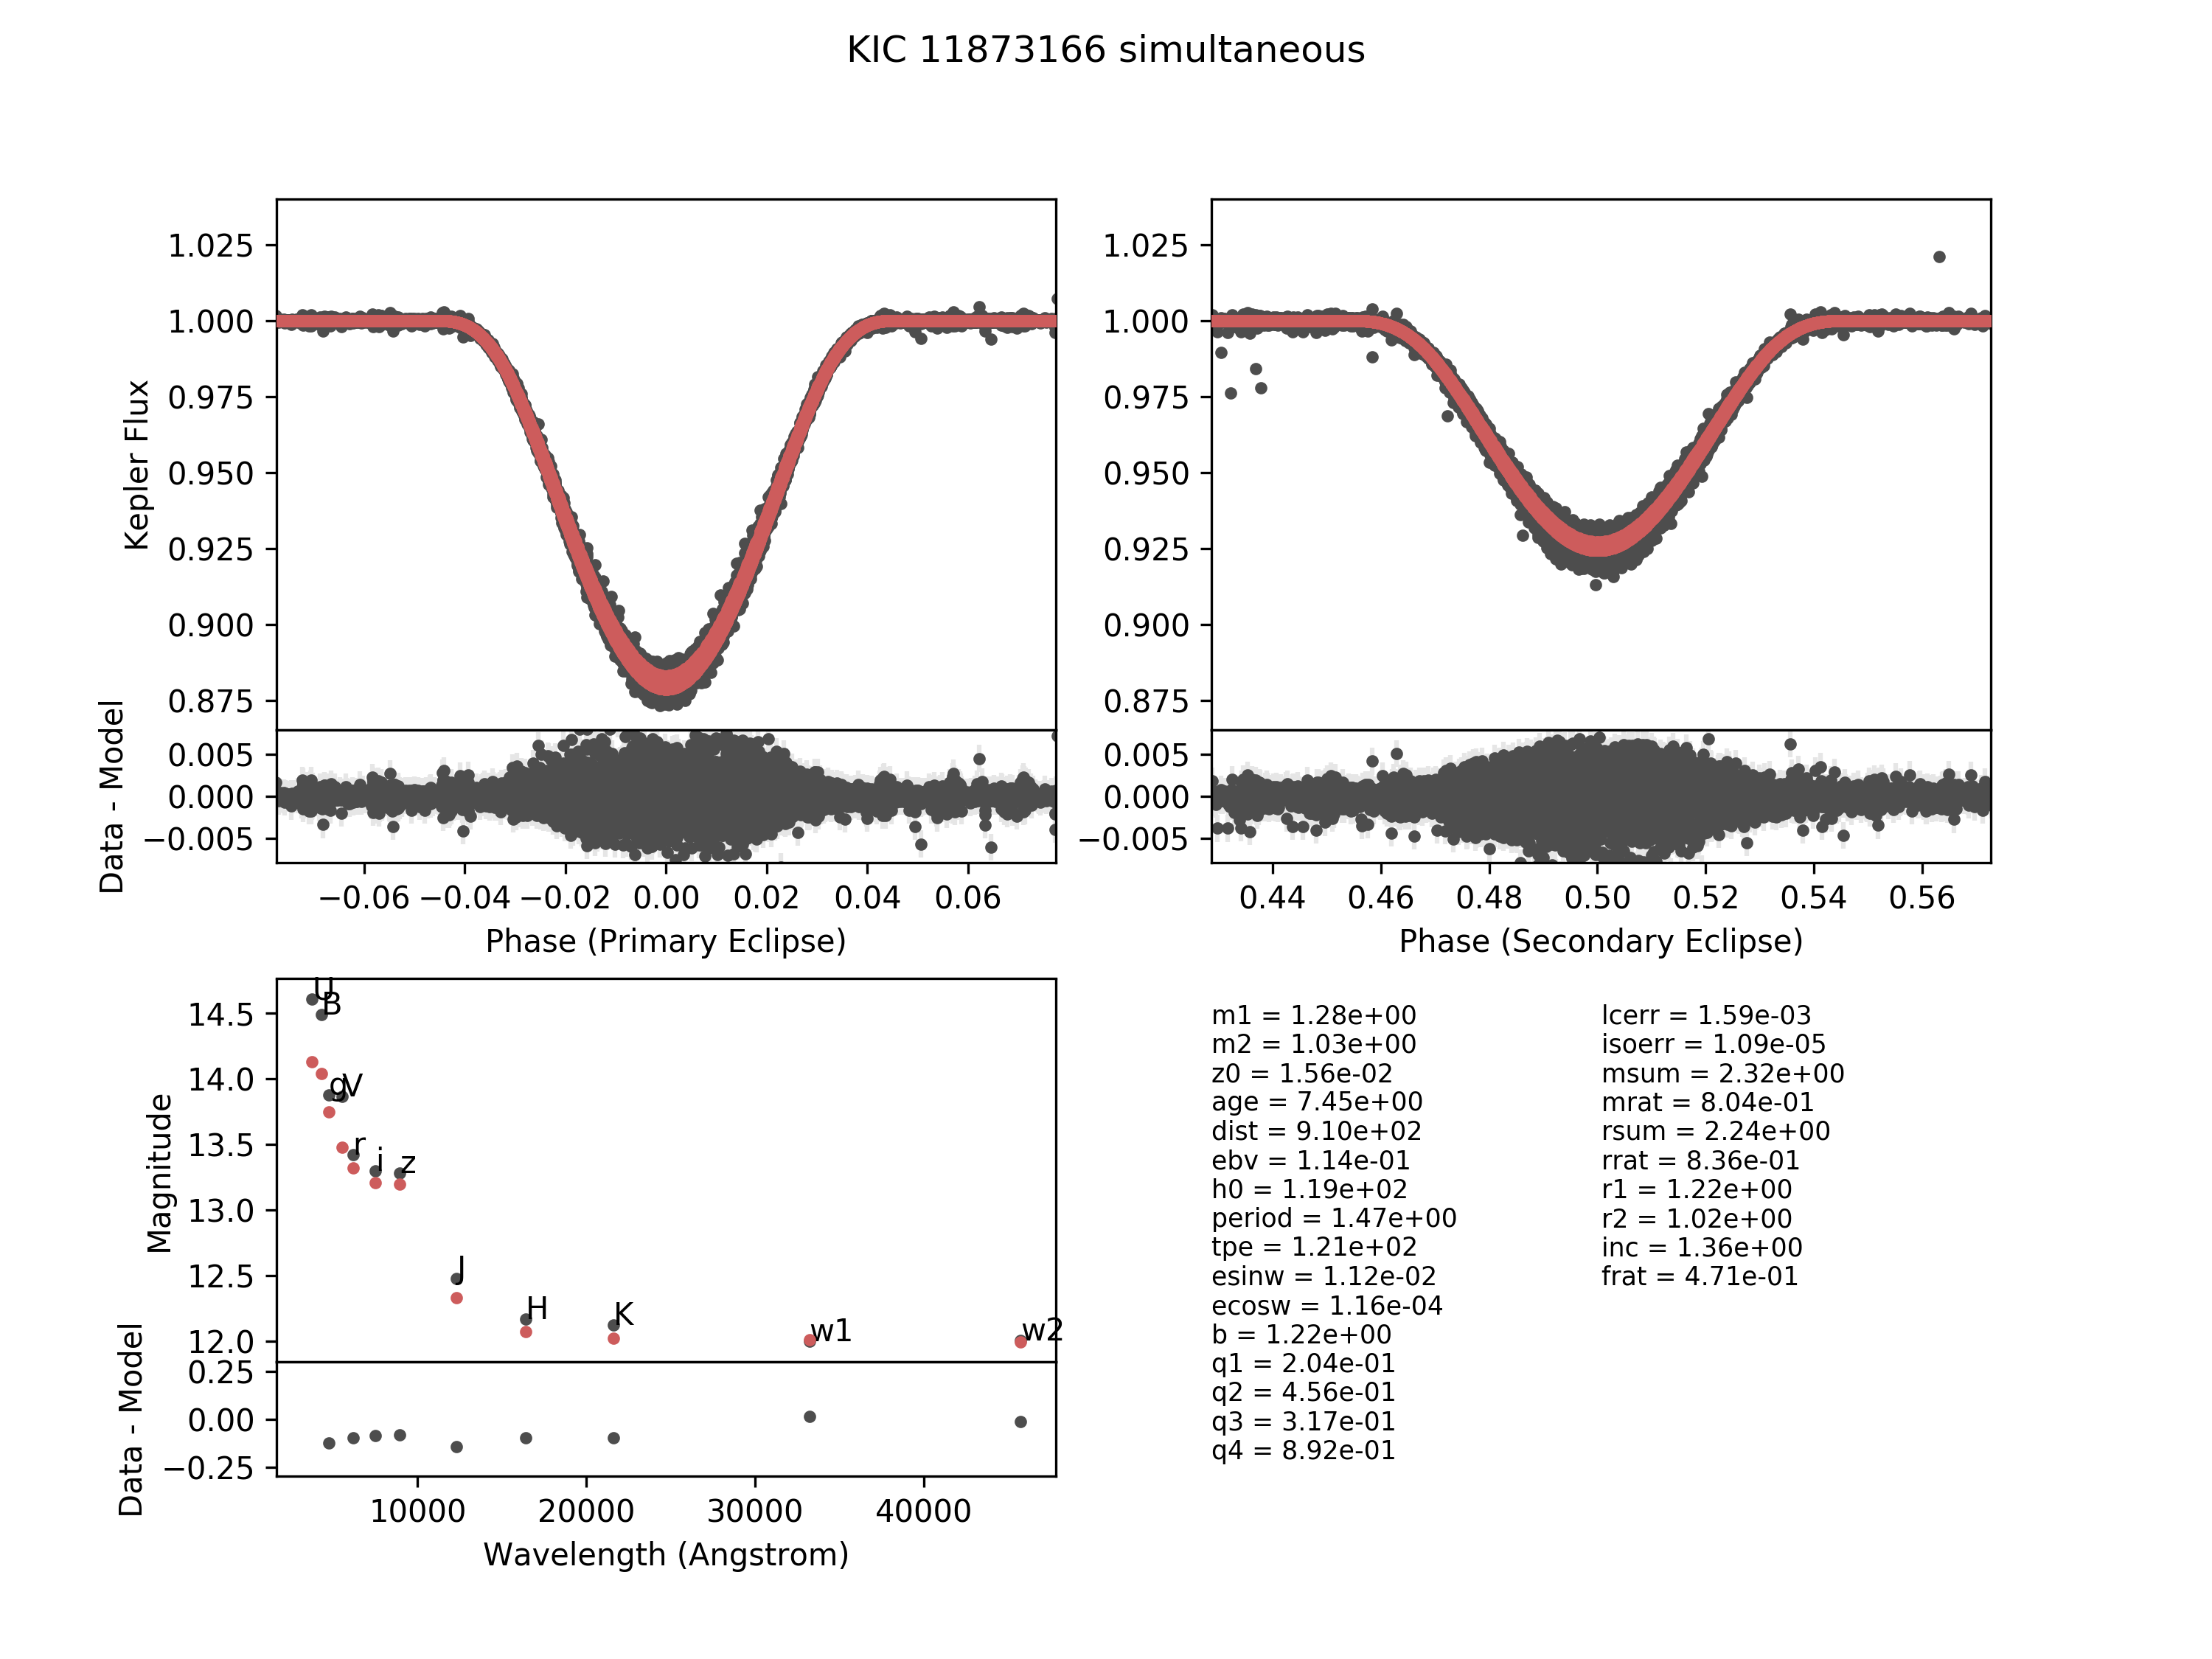 KIC 11873166 simultaneous
Kepler Flux
1.025
1.000
0.975
0.950
0.925
0.900
0.875
Data - Model
0.005
0.000
−0.005
−0.06 −0.04 −0.02 0.00 0.02 0.04 0.06
Phase (Primary Eclipse)
1.025
1.000
0.975
0.950
0.925
0.900
0.875
0.005
0.000
−0.005
0.44 0.46 0.48 0.50 0.52 0.54 0.56
Phase (Secondary Eclipse)
Magnitude
14.5
14.0
13.5
13.0
12.5
12.0
U
B
g
V
r
i
z
J
H
K
w1
w2
Data - Model
0.25
0.00
−0.25
10000 20000 30000 40000
Wavelength (Angstrom)
m1 = 1.28e+00
m2 = 1.03e+00
z0 = 1.56e-02
age = 7.45e+00
dist = 9.10e+02
ebv = 1.14e-01
h0 = 1.19e+02
period = 1.47e+00
tpe = 1.21e+02
esinw = 1.12e-02
ecosw = 1.16e-04
b = 1.22e+00
q1 = 2.04e-01
q2 = 4.56e-01
q3 = 3.17e-01
q4 = 8.92e-01
lcerr = 1.59e-03
isoerr = 1.09e-05
msum = 2.32e+00
mrat = 8.04e-01
rsum = 2.24e+00
rrat = 8.36e-01
r1 = 1.22e+00
r2 = 1.02e+00
inc = 1.36e+00
frat = 4.71e-01